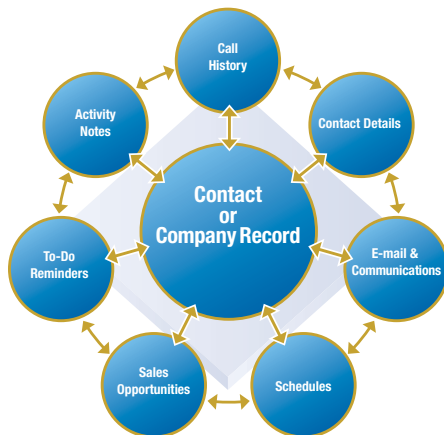 Call
History
Activity
Notes
Contact Details
Contact
or
Company Record
To-Do
Reminders
E-mail &
Communications
Sales
Opportunities
Schedules